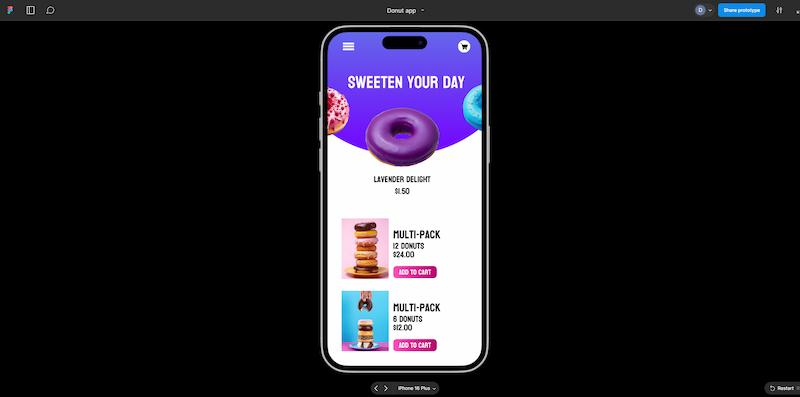 Donut app
D
Share prototype
SWEETEN YOUR DAY
LAVENDER DELIGHT
$1.50
MULTI-PACK
12 DONUTS
$24.00
ADD TO CART
MULTI-PACK
6 DONUTS
$12.00
ADD TO CART
iPhone 16 Plus
Restart